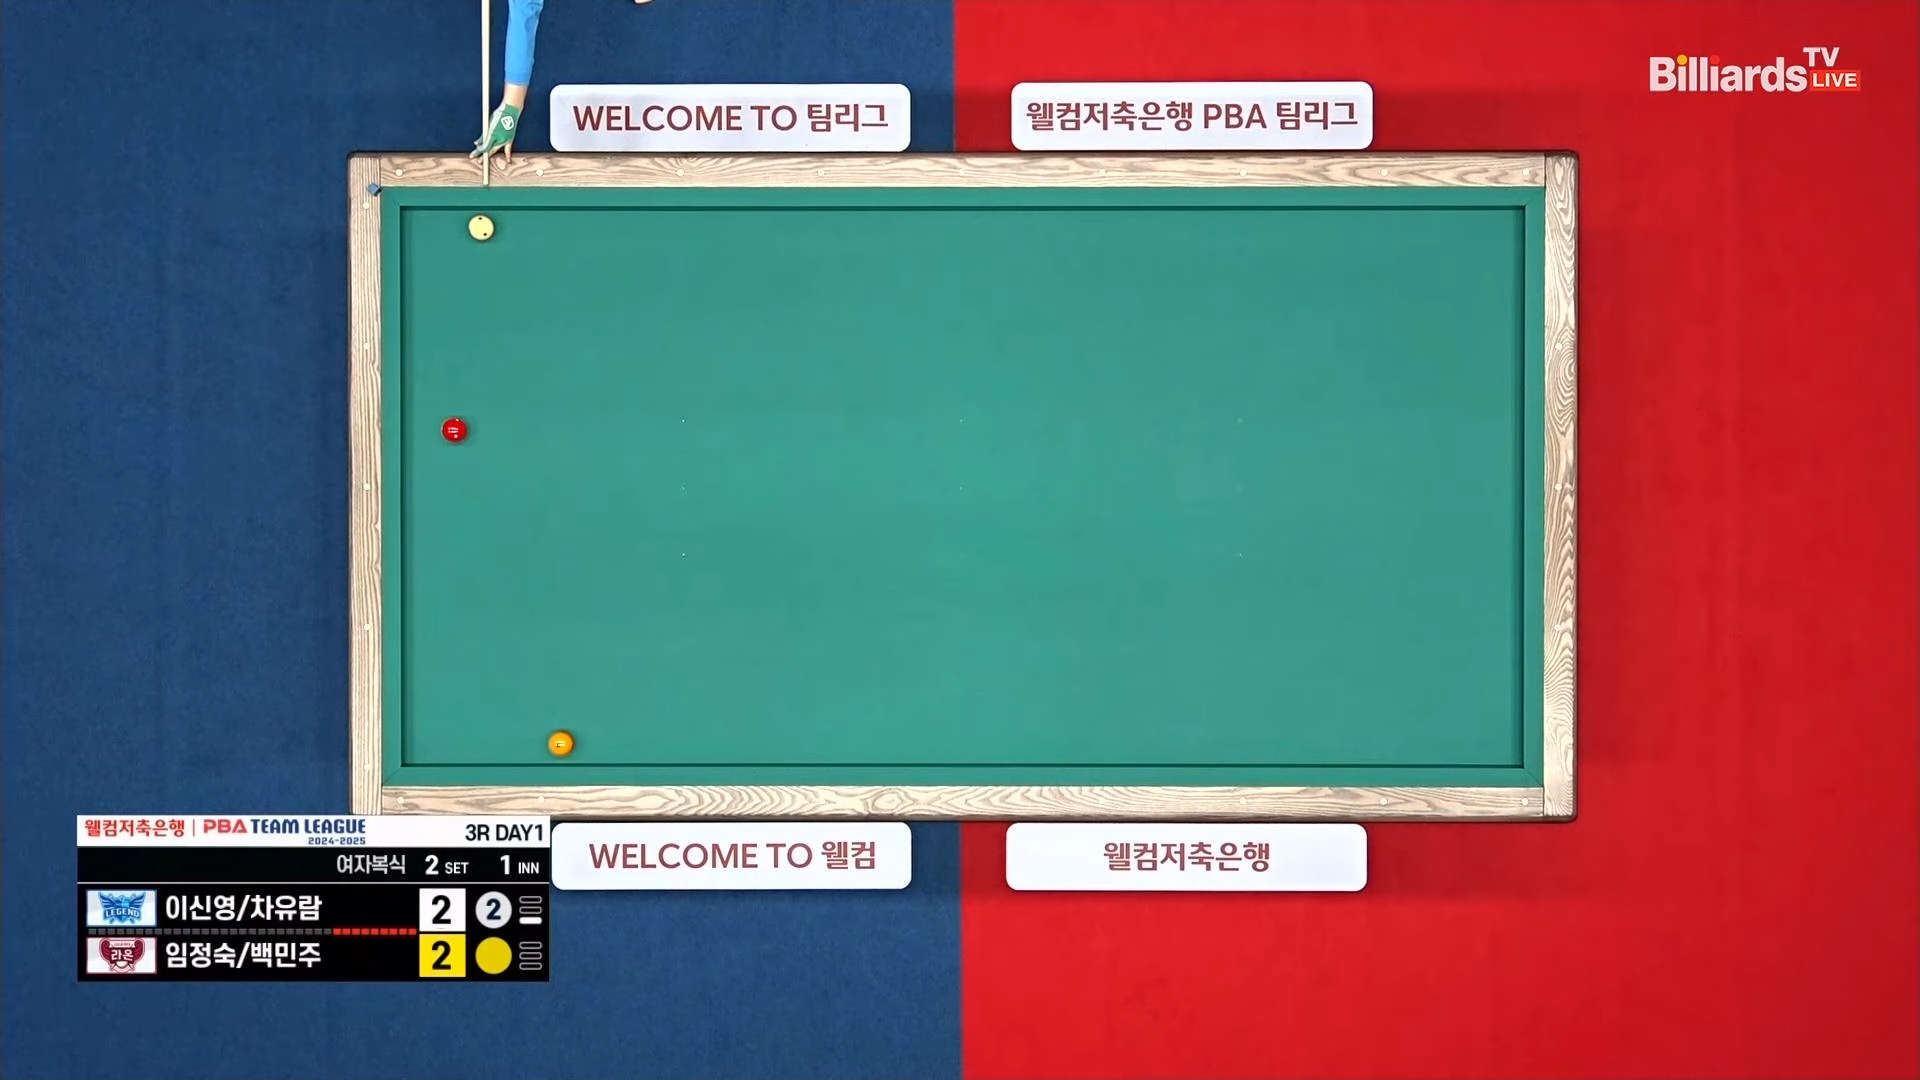 Billiards TV
LIVE
WELCOME TO 팀리그
웰컴저축은행 PBA 팀리그
웰컴저축은행 | PBA TEAM LEAGUE
2024-2025
3R DAY1
여자복식 2 SET 1 INN
LEGEND 이신영/차유람 2 2
라온 임정숙/백민주 2
WELCOME TO 웰컴
웰컴저축은행